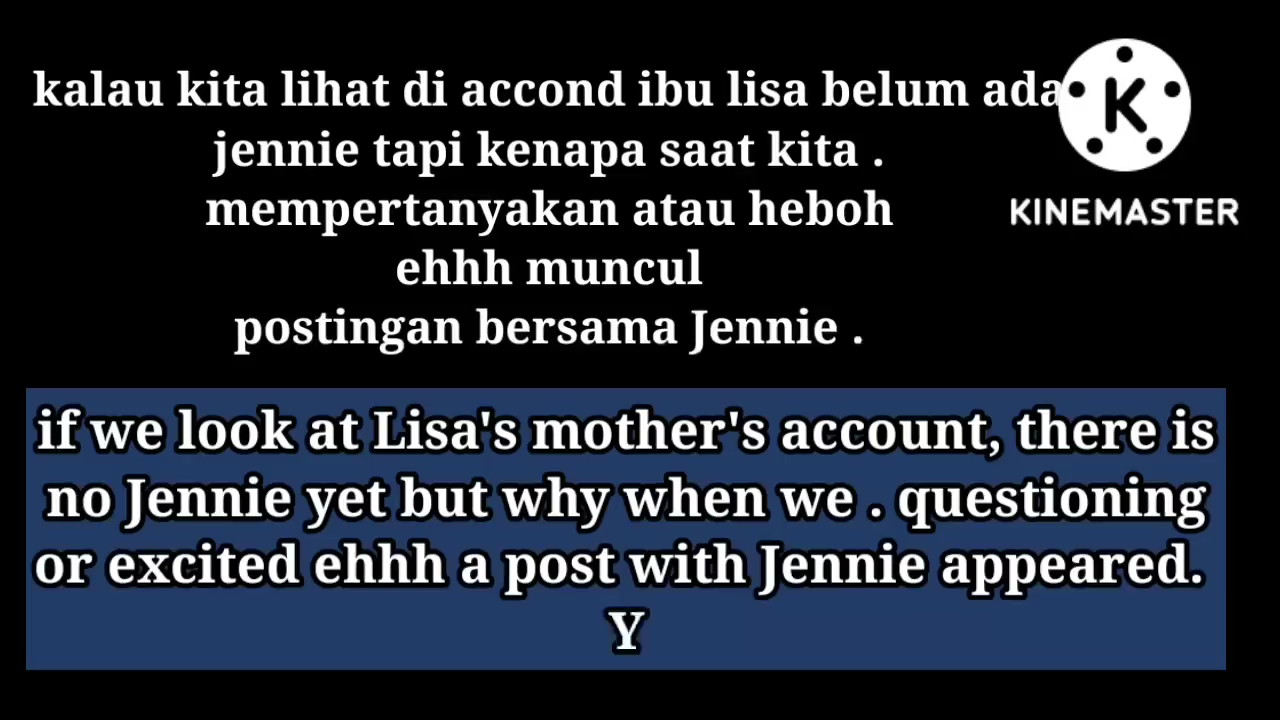 kalau kita lihat di accond ibu lisa belum ada
jennie tapi kenapa saat kita .
mempertanyakan atau heboh
ehhh muncul
postingan bersama Jennie .
K
KINEMASTER
if we look at Lisa's mother's account, there is
no Jennie yet but why when we . questioning
or excited ehhh a post with Jennie appeared.
Y